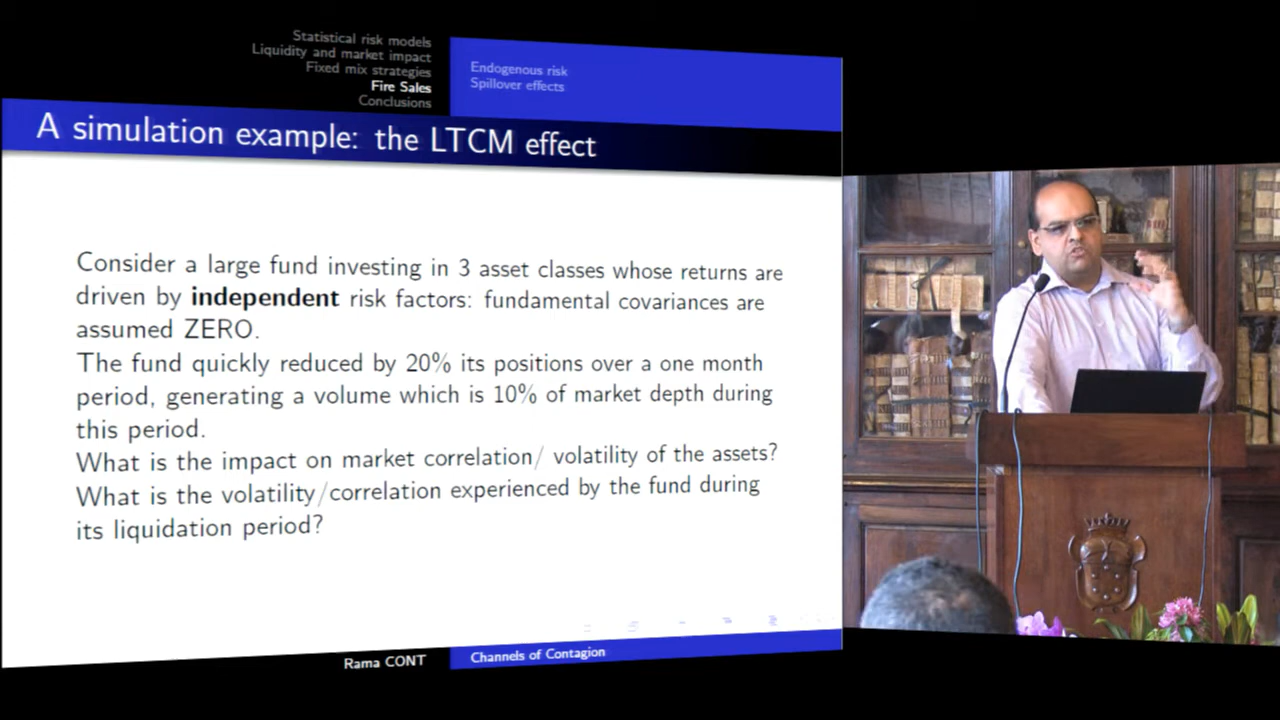 Statistical risk models
Liquidity and market impact
Fixed mix strategies
Fire Sales
Conclusions
Endogenous risk
Spillover effects
A simulation example: the LTCM effect
Consider a large fund investing in 3 asset classes whose returns are
driven by independent risk factors: fundamental covariances are
assumed ZERO.
The fund quickly reduced by 20% its positions over a one month
period, generating a volume which is 10% of market depth during
this period.
What is the impact on market correlation/ volatility of the assets?
What is the volatility/correlation experienced by the fund during
its liquidation period?
Rama CONT
Channels of Contagion